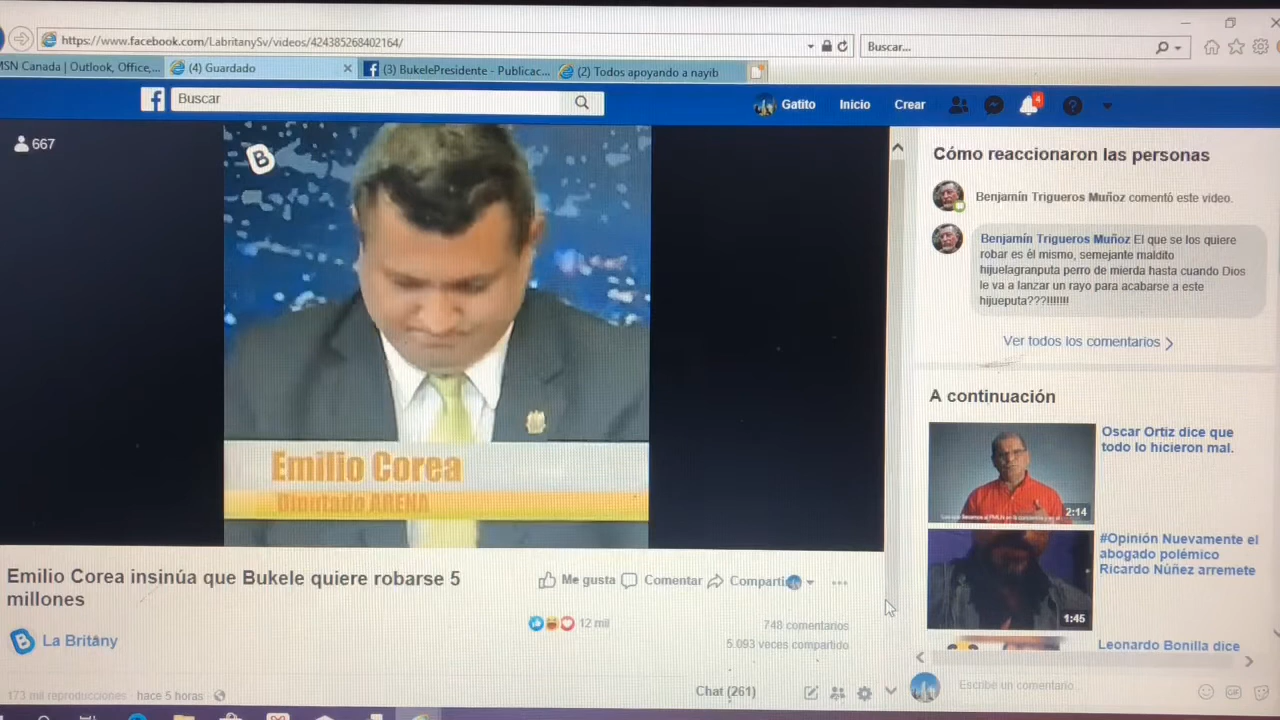 https://www.facebook.com/LabritanySv/videos/424385268402164/
Buscar...
MSN Canada | Outlook, Office,...
(4) Guardado
(3) BukelePresidente - Publicac...
(2) Todos apoyando a nayib
Buscar
Gatito
Inicio
Crear
4
667
B
Emilio Corea
Diputado ARENA
Emilio Corea insinúa que Bukele quiere robarse 5
millones
La Britany
173 mil reproducciones · hace 5 horas
Me gusta
Comentar
Comparti
12 mil
748 comentarios
5.093 veces compartido
Chat (261)
Cómo reaccionaron las personas
Benjamín Trigueros Muñoz comentó este video.
Benjamín Trigueros Muñoz El que se los quiere
robar es él mismo, semejante maldito
hijuelagranputa perro de mierda hasta cuando Dios
le va a lanzar un rayo para acabarse a este
hijueputa???!!!!!!!
Ver todos los comentarios
A continuación
Oscar Ortiz dice que
todo lo hicieron mal.
2:14
#Opinión Nuevamente el
abogado polémico
Ricardo Núñez arremete
1:45
Leonardo Bonilla dice
Escribe un comentario...
GIF